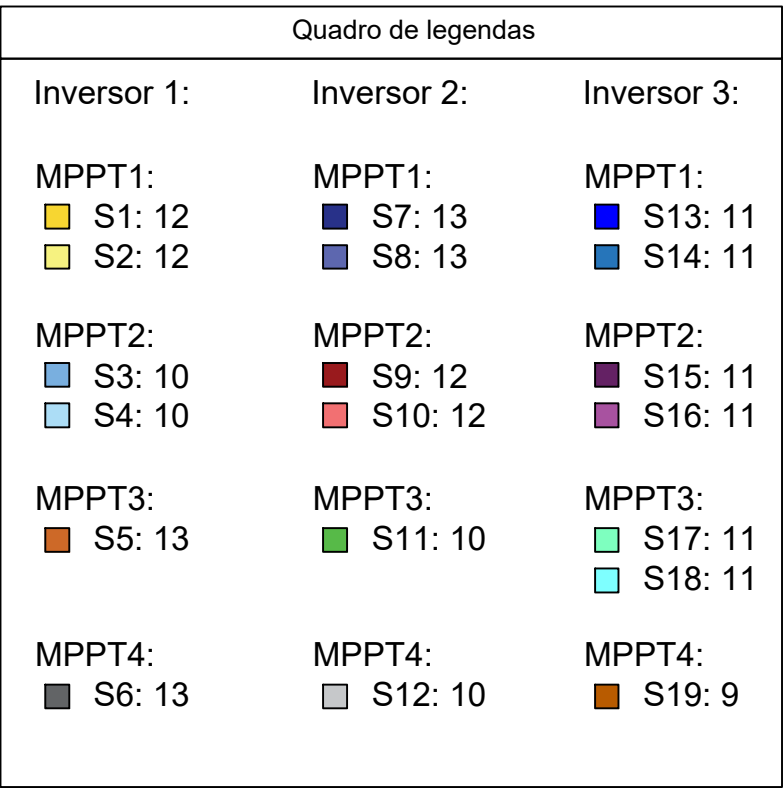 Quadro de legendas
Inversor 1:
MPPT1:
S1: 12
S2: 12
MPPT2:
S3: 10
S4: 10
MPPT3:
S5: 13
MPPT4:
S6: 13
Inversor 2:
MPPT1:
S7: 13
S8: 13
MPPT2:
S9: 12
S10: 12
MPPT3:
S11: 10
MPPT4:
S12: 10
Inversor 3:
MPPT1:
S13: 11
S14: 11
MPPT2:
S15: 11
S16: 11
MPPT3:
S17: 11
S18: 11
MPPT4:
S19: 9